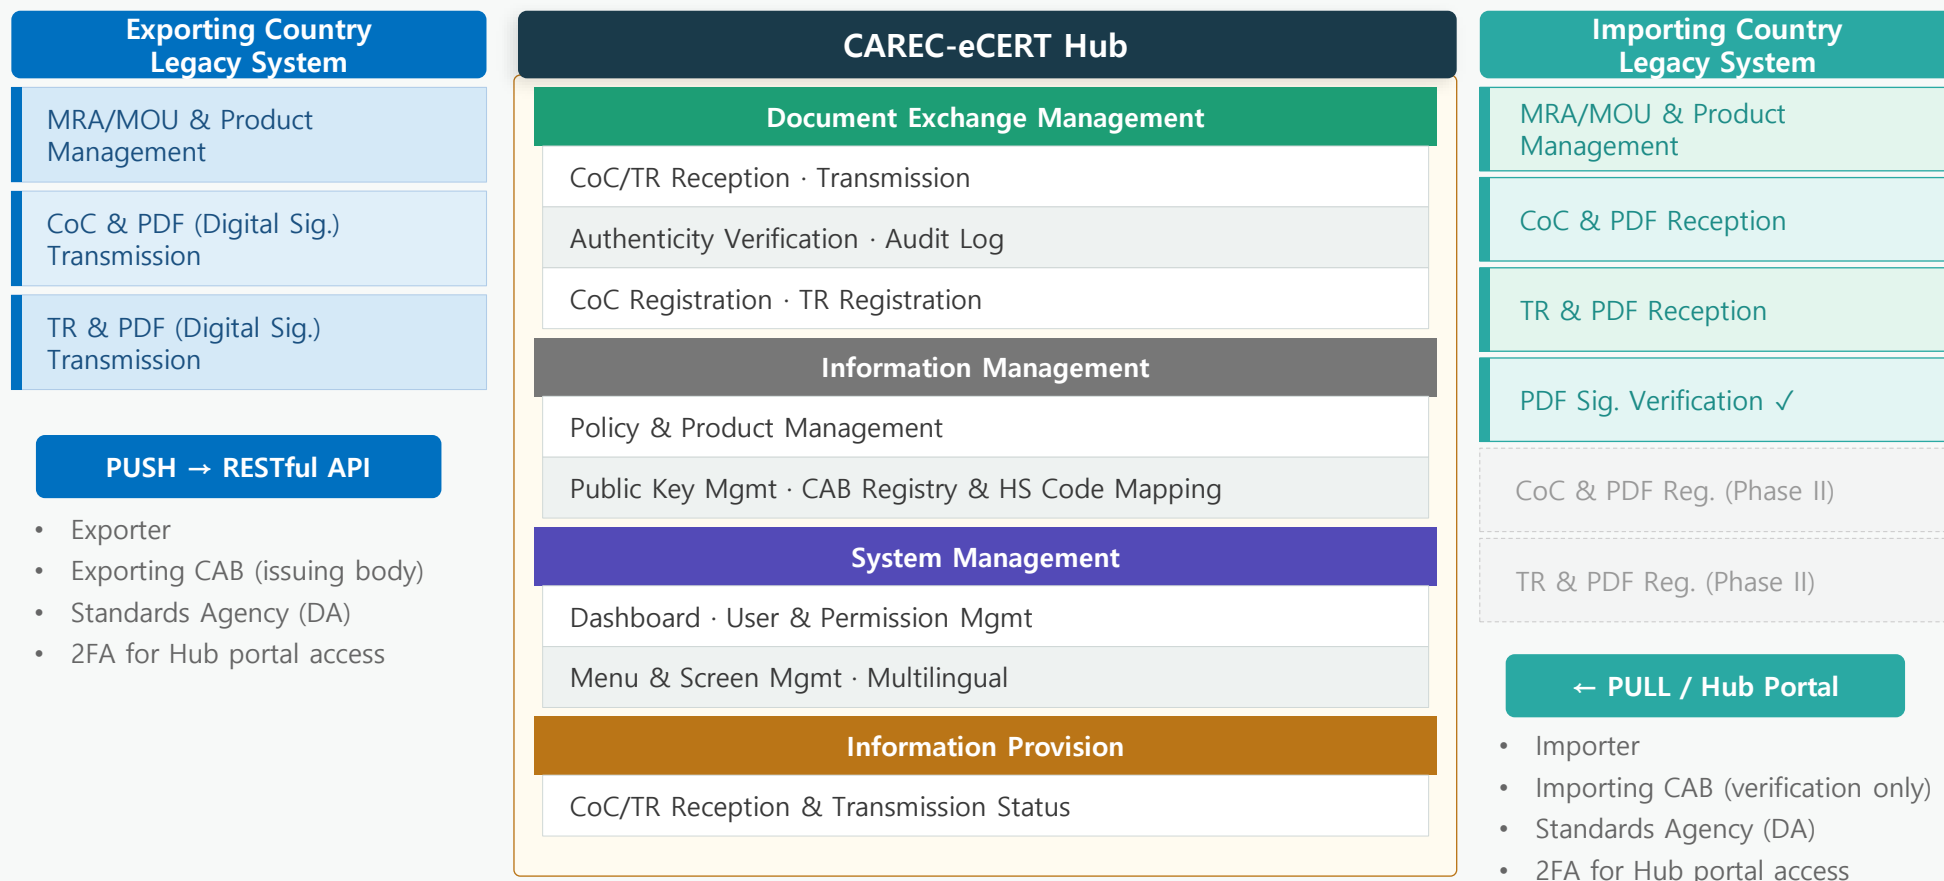 Exporting Country
Legacy System
MRA/MOU & Product
Management
CoC & PDF (Digital Sig.)
Transmission
TR & PDF (Digital Sig.)
Transmission
PUSH → RESTful API
• Exporter
• Exporting CAB (issuing body)
• Standards Agency (DA)
• 2FA for Hub portal access
CAREC-eCERT Hub
Document Exchange Management
CoC/TR Reception · Transmission
Authenticity Verification · Audit Log
CoC Registration · TR Registration
Information Management
Policy & Product Management
Public Key Mgmt · CAB Registry & HS Code Mapping
System Management
Dashboard · User & Permission Mgmt
Menu & Screen Mgmt · Multilingual
Information Provision
CoC/TR Reception & Transmission Status
Importing Country
Legacy System
MRA/MOU & Product
Management
CoC & PDF Reception
TR & PDF Reception
PDF Sig. Verification ✓
CoC & PDF Reg. (Phase II)
TR & PDF Reg. (Phase II)
← PULL / Hub Portal
• Importer
• Importing CAB (verification only)
• Standards Agency (DA)
• 2FA for Hub portal access